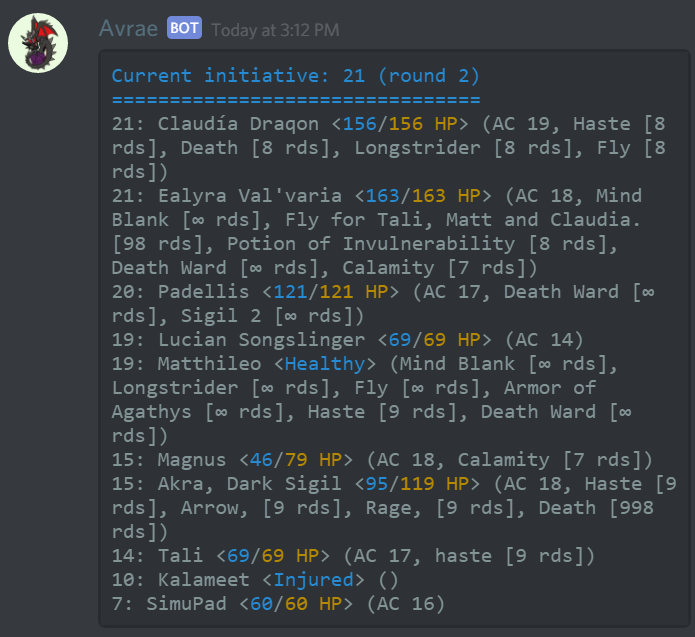 Avrae BOT Today at 3:12 PM
Current initiative: 21 (round 2)
================================
21: Claudía Draqon <156/156 HP> (AC 19, Haste [8
rds], Death [8 rds], Longstrider [8 rds], Fly [8
rds])
21: Ealyra Val'varia <163/163 HP> (AC 18, Mind
Blank [∞ rds], Fly for Tali, Matt and Claudia.
[98 rds], Potion of Invulnerability [8 rds],
Death Ward [∞ rds], Calamity [7 rds])
20: Padellis <121/121 HP> (AC 17, Death Ward [∞
rds], Sigil 2 [∞ rds])
19: Lucian Songslinger <69/69 HP> (AC 14)
19: Matthileo <Healthy> (Mind Blank [∞ rds],
Longstrider [∞ rds], Fly [∞ rds], Armor of
Agathys [∞ rds], Haste [9 rds], Death Ward [∞
rds])
15: Magnus <46/79 HP> (AC 18, Calamity [7 rds])
15: Akra, Dark Sigil <95/119 HP> (AC 18, Haste [9
rds], Arrow, [9 rds], Rage, [9 rds], Death [998
rds])
14: Tali <69/69 HP> (AC 17, haste [9 rds])
10: Kalameet <Injured> ()
7: SimuPad <60/60 HP> (AC 16)